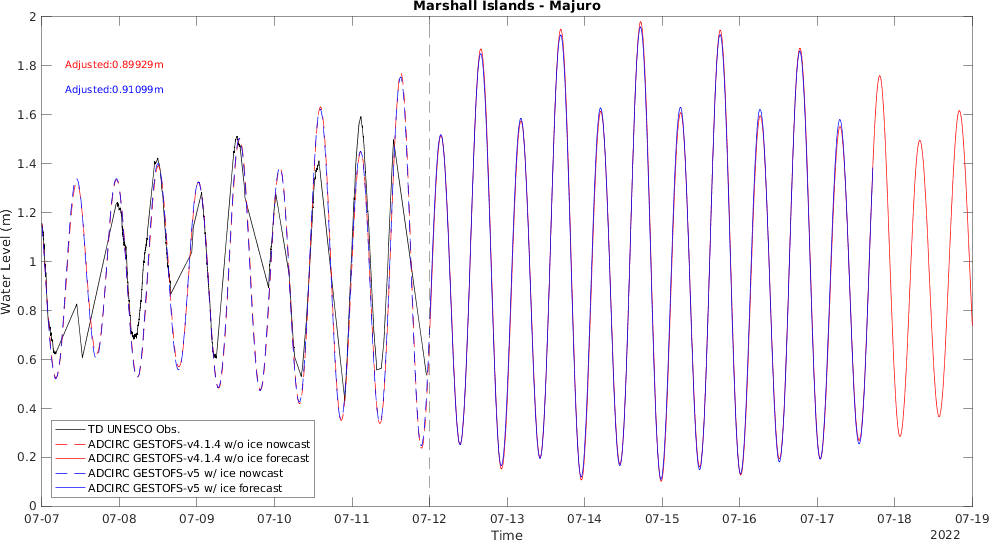 Marshall Islands - Majuro
2
1.8
1.6
1.4
1.2
1
0.8
0.6
0.4
0.2
0
Water Level (m)
Adjusted:0.89929m
Adjusted:0.91099m
TD UNESCO Obs.
ADCIRC GESTOFS-v4.1.4 w/o ice nowcast
ADCIRC GESTOFS-v4.1.4 w/o ice forecast
ADCIRC GESTOFS-v5 w/ ice nowcast
ADCIRC GESTOFS-v5 w/ ice forecast
07-07 07-08 07-09 07-10 07-11 07-12 07-13 07-14 07-15 07-16 07-17 07-18 07-19
Time
2022